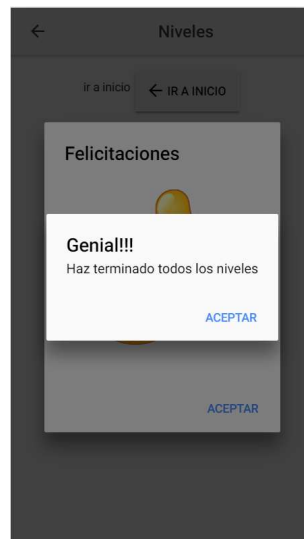 Niveles
ir a inicio
IR A INICIO
Felicitaciones
Genial!!!
Haz terminado todos los niveles
ACEPTAR
ACEPTAR